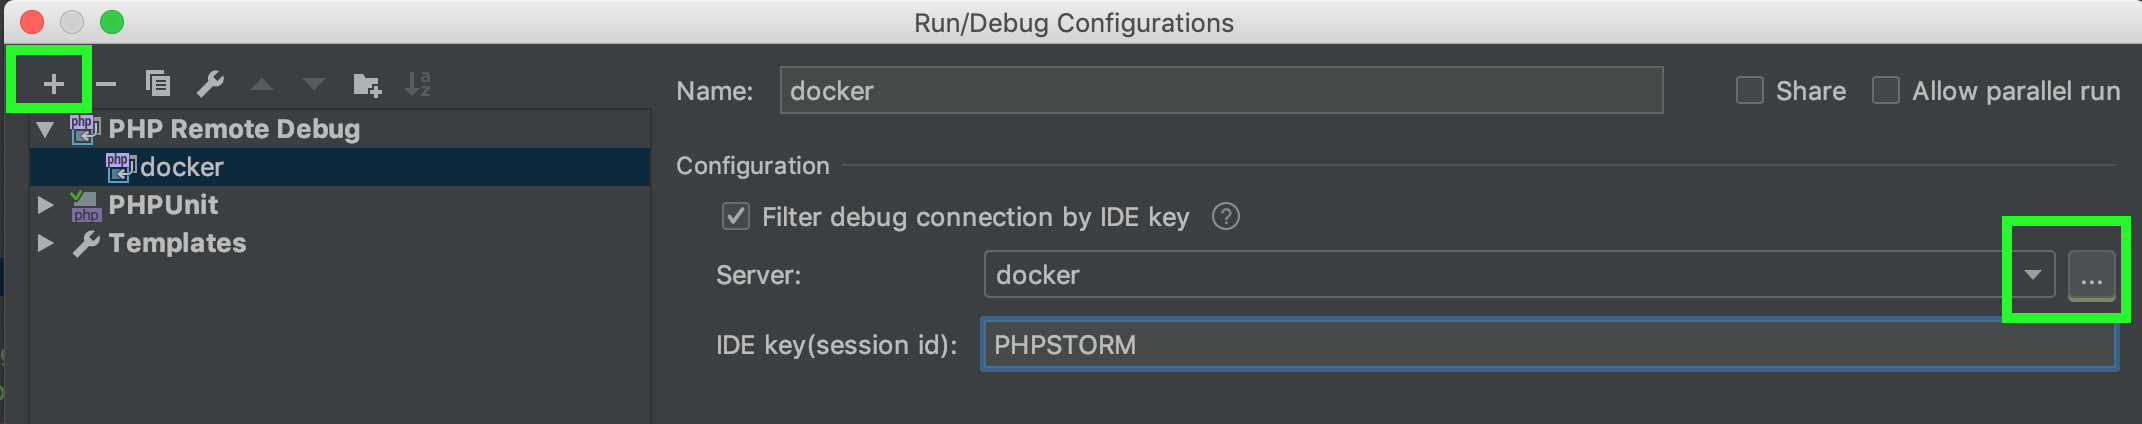 Run/Debug Configurations
Name: docker Share Allow parallel run
PHP Remote Debug
docker
PHPUnit
Templates
Configuration
Filter debug connection by IDE key ?
Server: docker ...
IDE key(session id): PHPSTORM